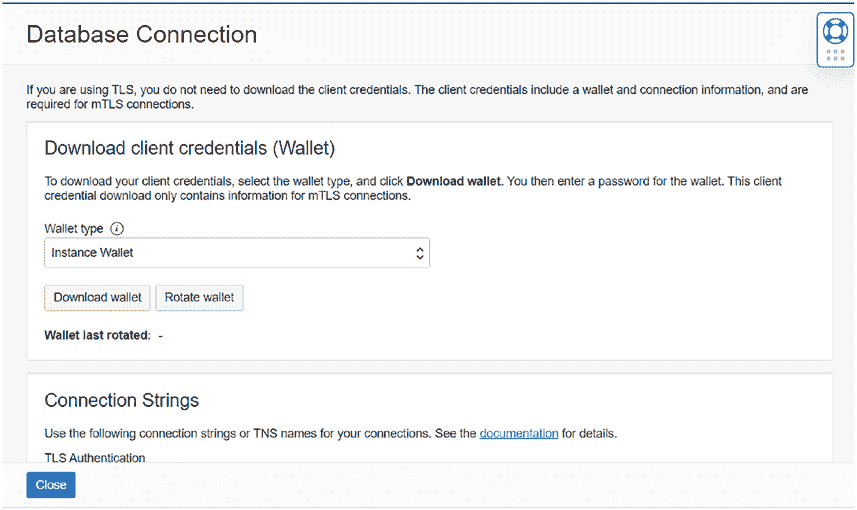 Database Connection
If you are using TLS, you do not need to download the client credentials. The client credentials include a wallet and connection information, and are
required for mTLS connections.
Download client credentials (Wallet)
To download your client credentials, select the wallet type, and click Download wallet. You then enter a password for the wallet. This client
credential download only contains information for mTLS connections.
Wallet type
Instance Wallet
Download wallet Rotate wallet
Wallet last rotated: -
Connection Strings
Use the following connection strings or TNS names for your connections. See the documentation for details.
TLS Authentication
Close